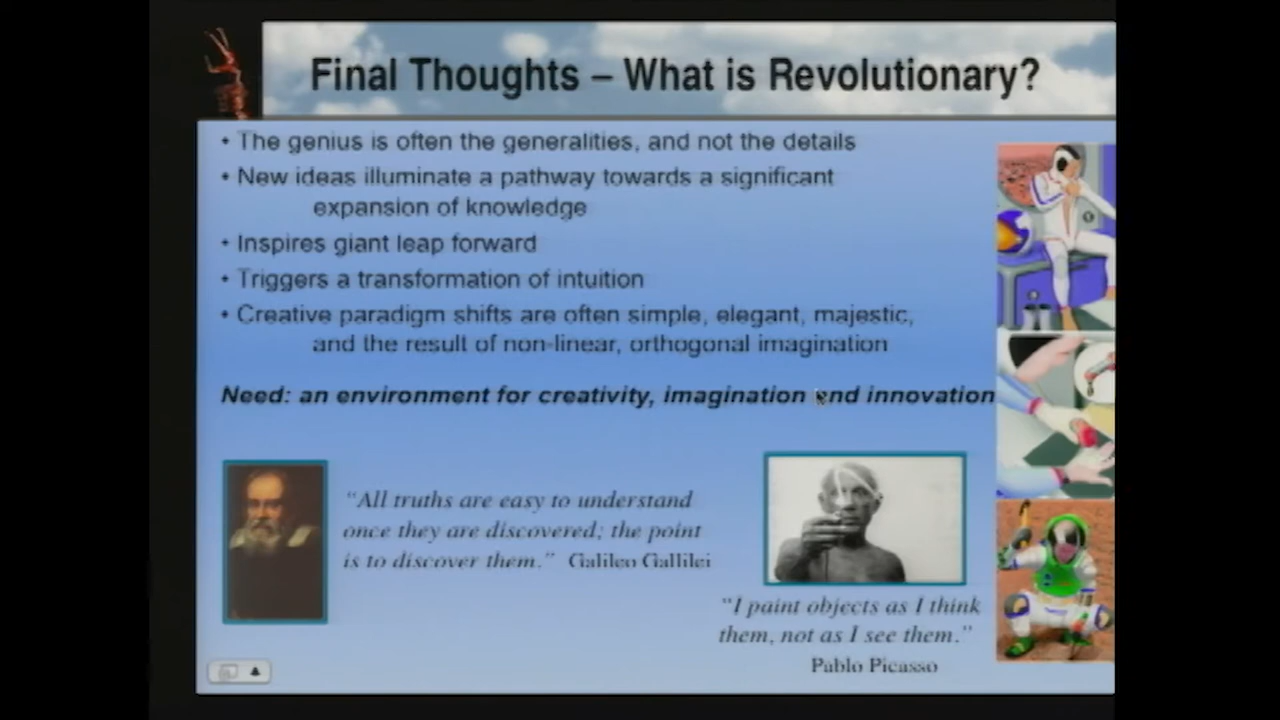 Final Thoughts – What is Revolutionary?
• The genius is often the generalities, and not the details
• New ideas illuminate a pathway towards a significant
expansion of knowledge
• Inspires giant leap forward
• Triggers a transformation of intuition
• Creative paradigm shifts are often simple, elegant, majestic,
and the result of non-linear, orthogonal imagination
Need: an environment for creativity, imagination and innovation
“All truths are easy to understand
once they are discovered; the point
is to discover them.” Galileo Gallilei
“I paint objects as I think
them, not as I see them.”
Pablo Picasso